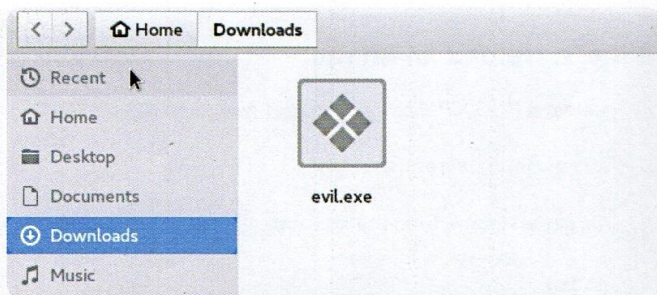 Home Downloads
Recent
Home
Desktop
Documents
Downloads
Music
evil.exe